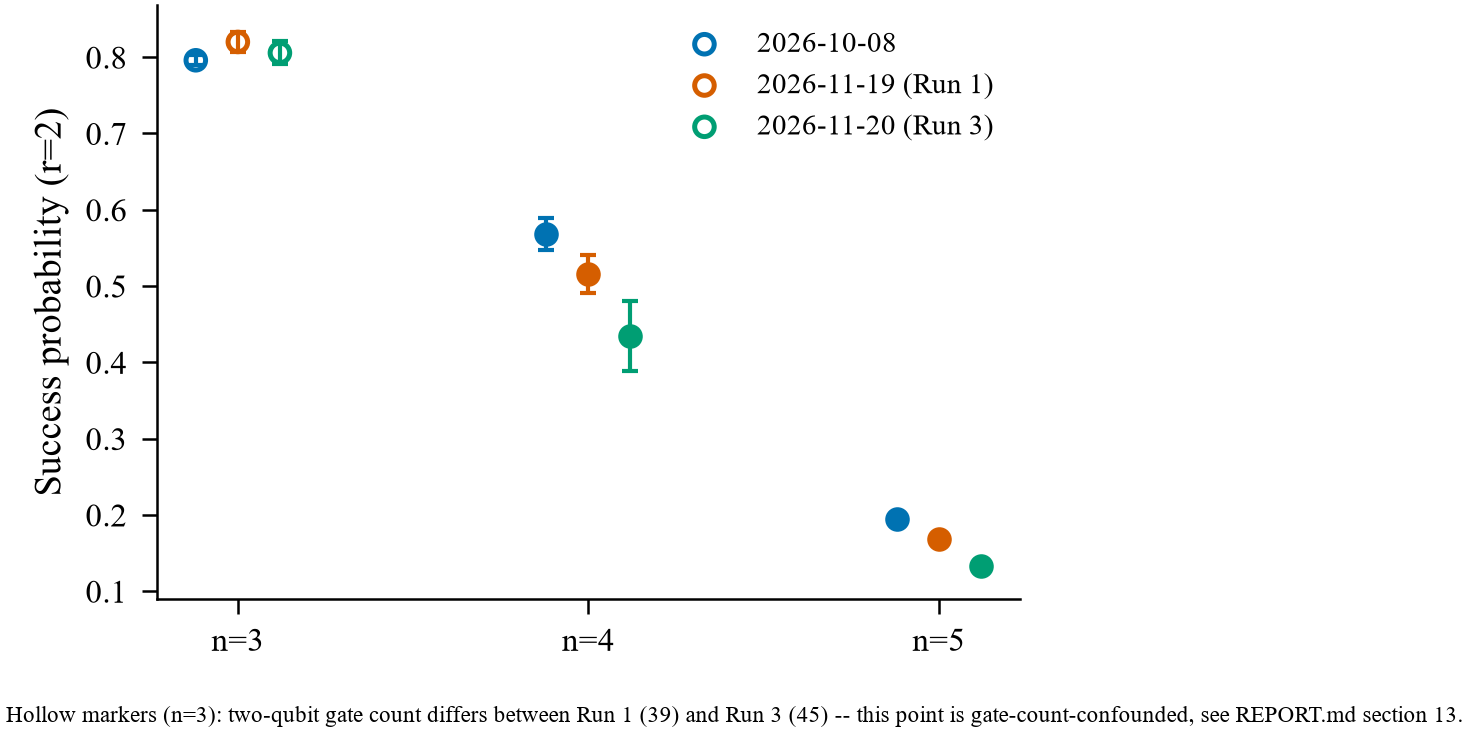 Success probability (r=2)
0.8
0.7
0.6
0.5
0.4
0.3
0.2
0.1
2026-10-08
2026-11-19 (Run 1)
2026-11-20 (Run 3)
n=3
n=4
n=5
Hollow markers (n=3): two-qubit gate count differs between Run 1 (39) and Run 3 (45) -- this point is gate-count-confounded, see REPORT.md section 13.